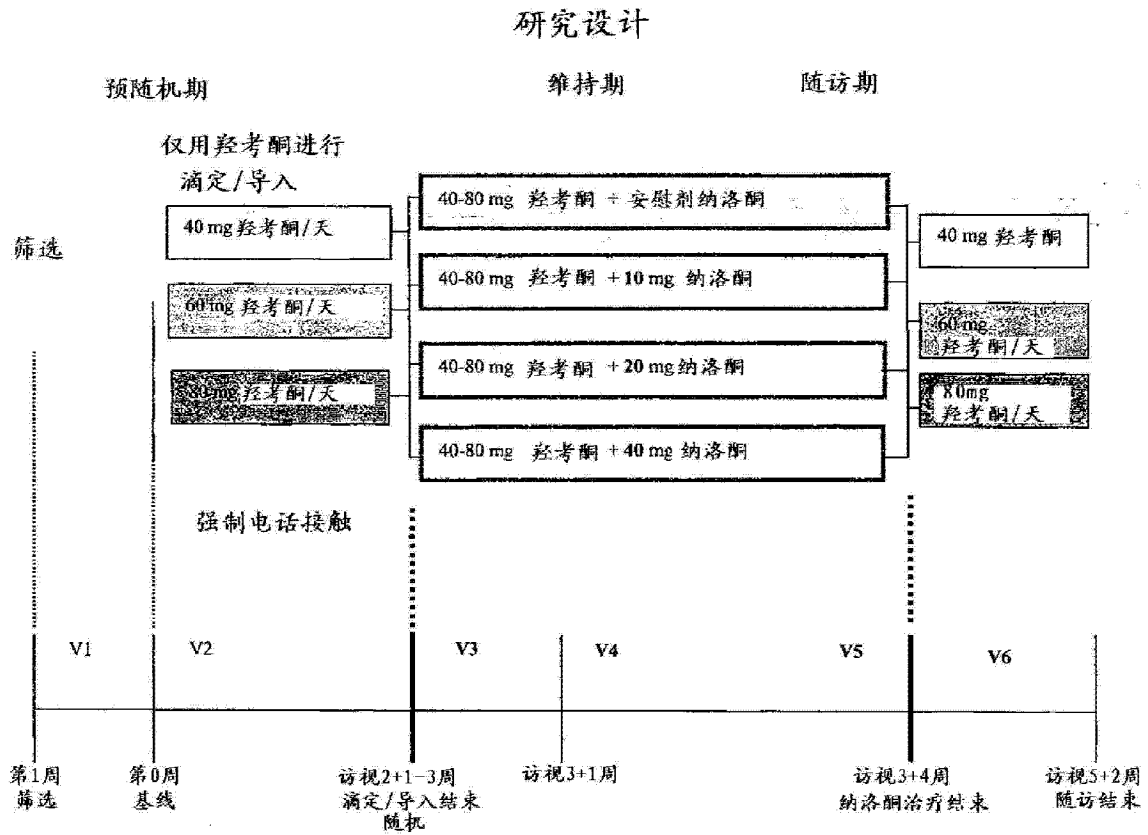 研究设计
预随机期
维持期
随访期
仅用羟考酮进行
滴定/导入
筛选
40 mg 羟考酮/天
60 mg 羟考酮/天
80 mg 羟考酮/天
40-80 mg 羟考酮 + 安慰剂纳洛酮
40-80 mg 羟考酮 +10 mg 纳洛酮
40-80 mg 羟考酮 +20 mg 纳洛酮
40-80 mg 羟考酮 +40 mg 纳洛酮
40 mg 羟考酮
60 mg
羟考酮/天
80mg
羟考酮/天
强制电话接触
V1
V2
V3
V4
V5
V6
第1周
筛选
第0周
基线
访视2+1-3周
滴定/导入结束
随机
访视3+1周
访视3+4周
纳洛酮治疗结束
访视5+2周
随访结束